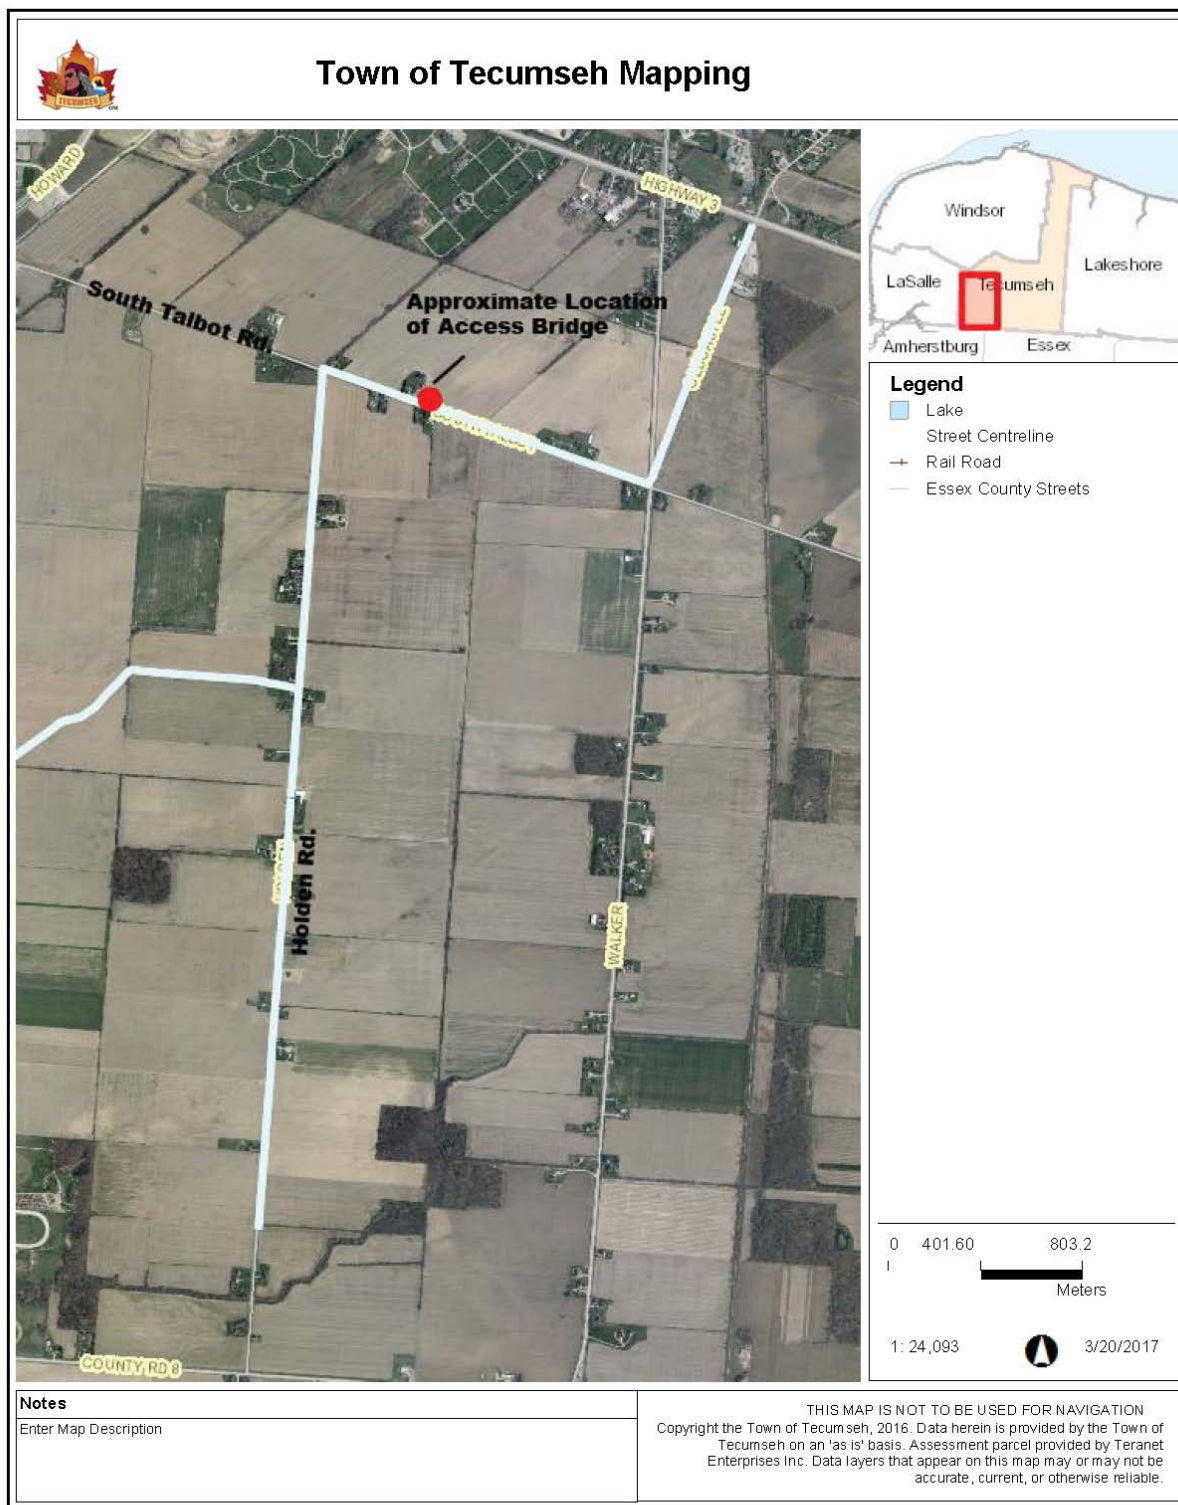 TECUMSEH
Town of Tecumseh Mapping
HOWARD
HIGHWAY 3
South Talbot Rd.
Approximate Location
of Access Bridge
Holden Rd.
WALKER
COUNTY RD 8
Windsor
LaSalle
Tecumseh
Lakeshore
Amherstburg
Essex
Legend
Lake
Street Centreline
Rail Road
Essex County Streets
0 401.60 803.2
Meters
1: 24,093
3/20/2017
Notes
Enter Map Description
THIS MAP IS NOT TO BE USED FOR NAVIGATION
Copyright the Town of Tecumseh, 2016. Data herein is provided by the Town of
Tecumseh on an 'as is' basis. Assessment parcel provided by Teranet
Enterprises Inc. Data layers that appear on this map may or may not be
accurate, current, or otherwise reliable.